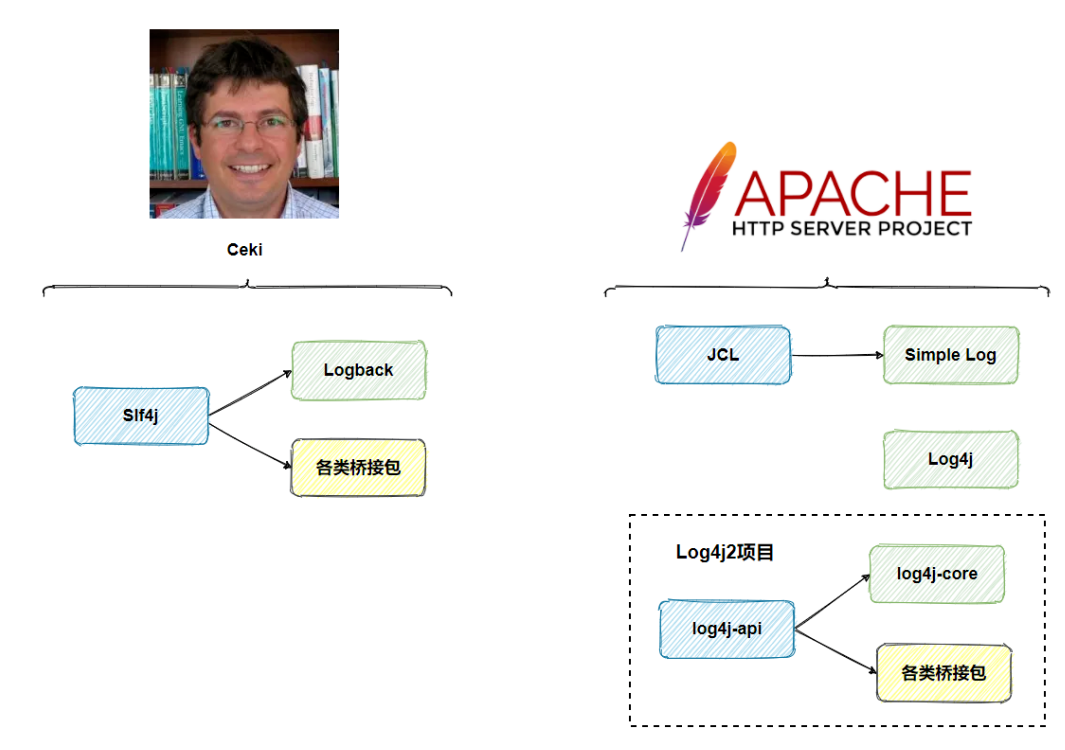 Ceki
Slf4j
Logback
各类桥接包
APACHE
HTTP SERVER PROJECT
JCL
Simple Log
Log4j
Log4j2项目
log4j-core
log4j-api
各类桥接包